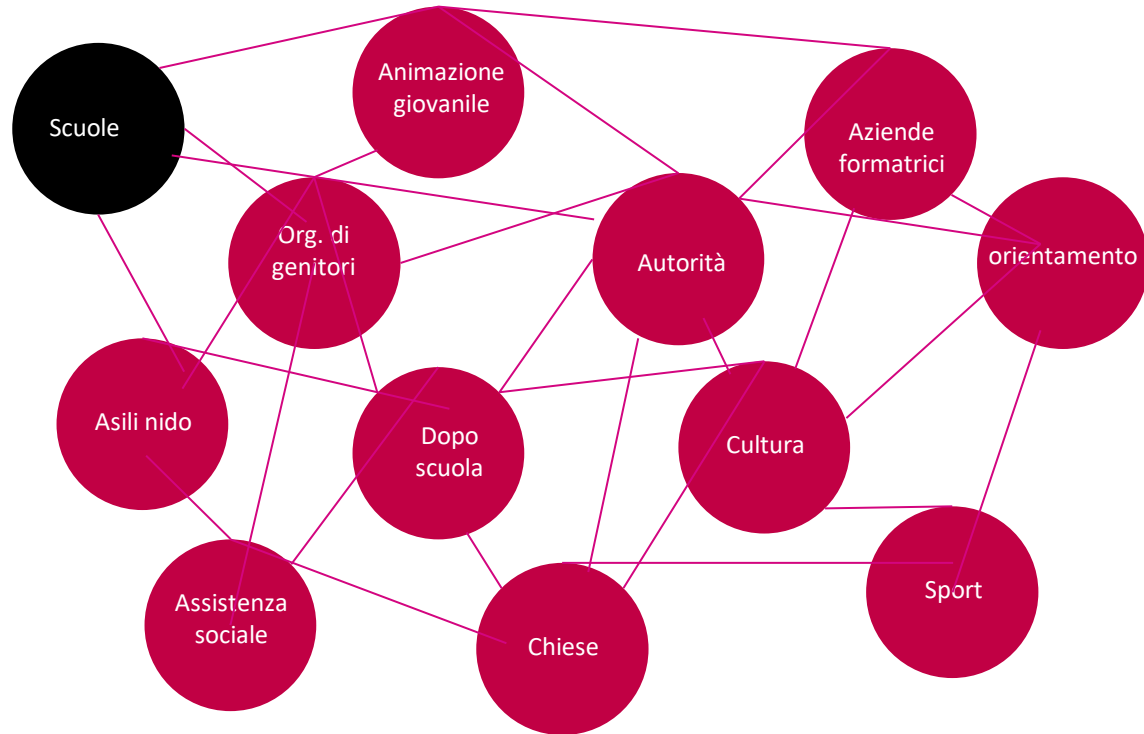 Scuole
Animazione
giovanile
Aziende
formatrici
Org. di
genitori
Autorità
orientamento
Asili nido
Dopo
scuola
Cultura
Assistenza
sociale
Chiese
Sport